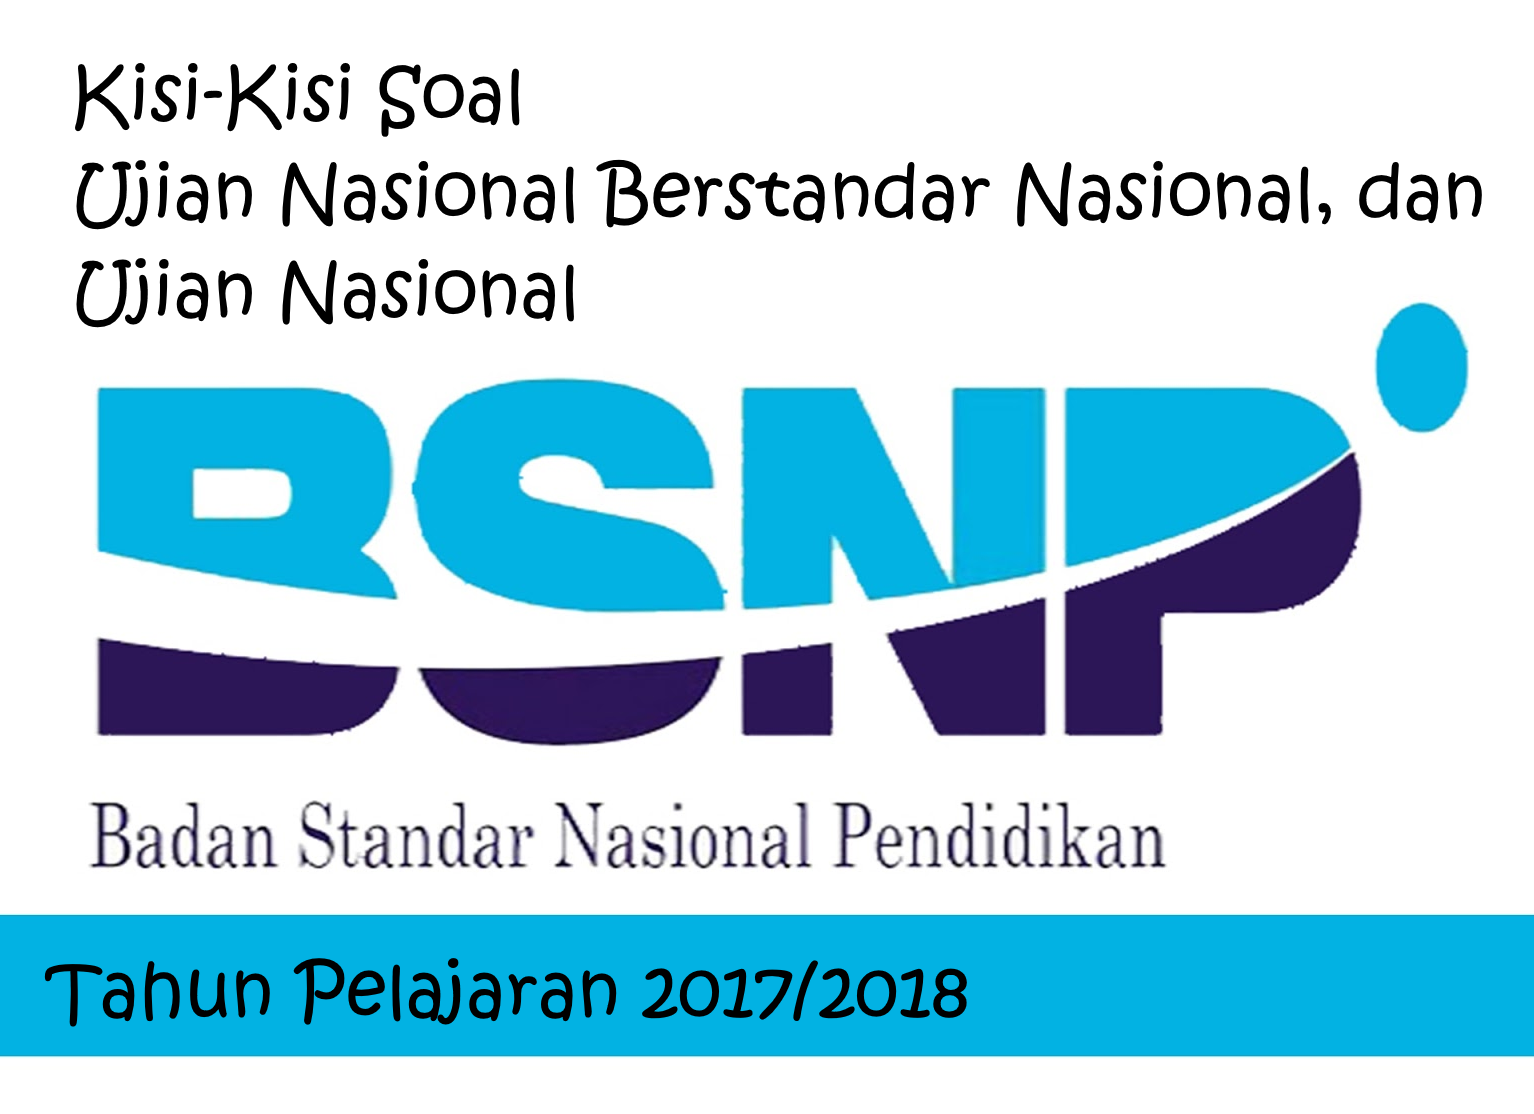 Kisi-Kisi Soal
Ujian Nasional Berstandar Nasional, dan
Ujian Nasional
BSNP
Badan Standar Nasional Pendidikan
Tahun Pelajaran 2017/2018